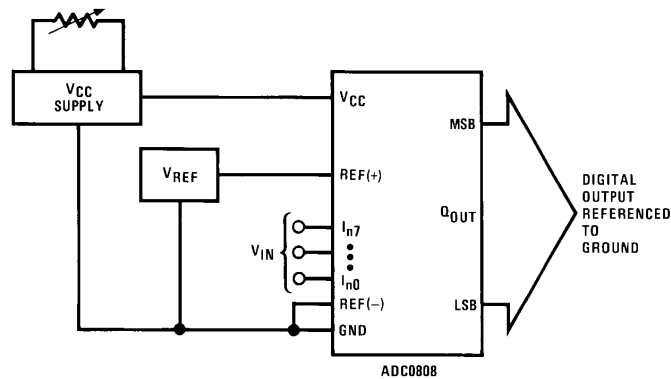 VCC
SUPPLY
VCC
MSB
VREF
REF(+)
DIGITAL
OUTPUT
REFERENCED
TO
GROUND
QOUT
VIN
In7
In0
REF(−)
LSB
GND
ADC0808